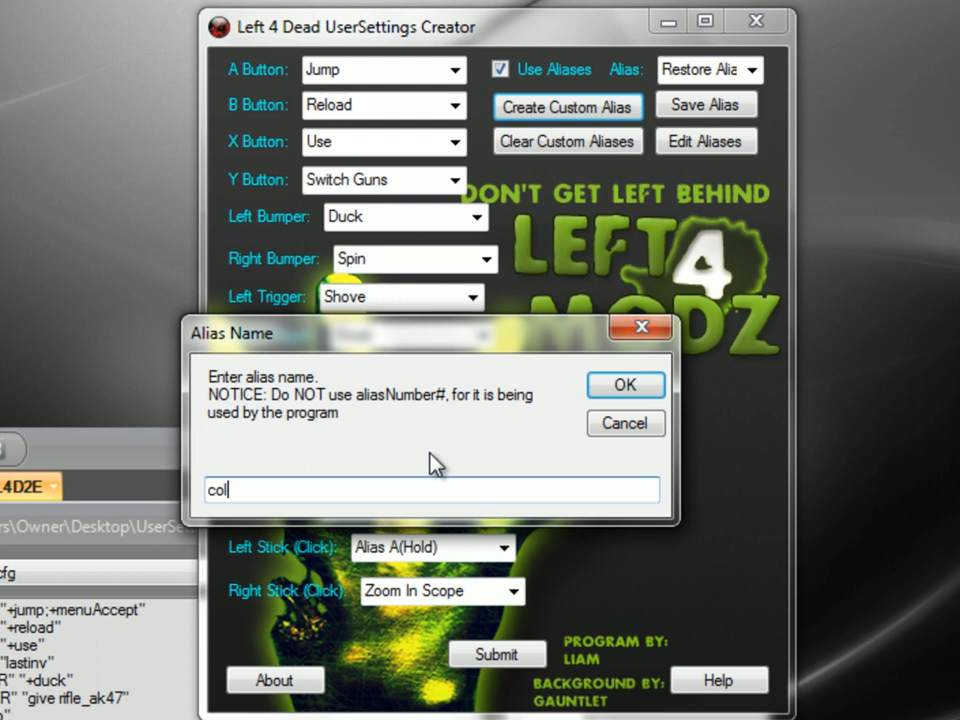 Left 4 Dead UserSettings Creator
A Button: Jump
Use Aliases Alias: Restore Alia
B Button: Reload
Create Custom Alias Save Alias
X Button: Use
Clear Custom Aliases Edit Aliases
Y Button: Switch Guns
DON'T GET LEFT BEHIND
Left Bumper: Duck
LEFT 4
Right Bumper: Spin
Left Trigger: Shove
MODZ
Alias Name
Enter alias name.
NOTICE: Do NOT use aliasNumber#, for it is being
used by the program
OK
Cancel
col
L4D2E
rs\Owner\Desktop\UserSet
Left Stick (Click): Alias A(Hold)
cfg
Right Stick (Click): Zoom In Scope
"+jump;+menuAccept"
"+reload"
"+use"
"lastinv"
R" "+duck"
R" "give rifle_ak47"
Submit
PROGRAM BY:
LIAM
About
BACKGROUND BY:
GAUNTLET
Help